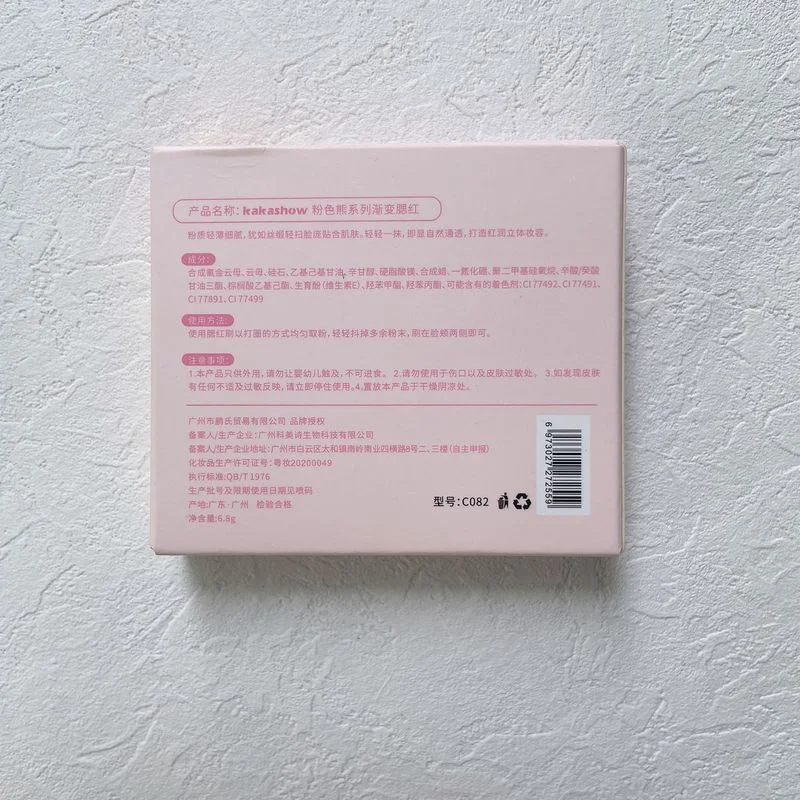 产品名称: kakashow 粉色熊系列渐变腮红
粉质轻薄细腻,犹如丝缎轻扫脸庞贴合肌肤。轻轻一抹,即显自然通透,打造红润立体妆容。
成分:
合成氟金云母、云母、硅石、乙基己基甘油、辛甘醇、硬脂酸镁、合成蜡、一氮化硼、聚二甲基硅氧烷、辛酸/癸酸
甘油三酯、棕榈酸乙基己酯、生育酚(维生素E)、羟苯甲酯、羟苯丙酯、可能含有的着色剂:CI 77492、CI 77491、
CI 77891、CI 77499
使用方法:
使用腮红刷以打圈的方式均匀取粉,轻轻抖掉多余粉末,刷在脸颊两侧即可。
注意事项:
1.本产品只供外用,请勿让婴幼儿触及,不可进食。 2.请勿使用于伤口以及皮肤过敏处。 3.如发现皮肤
有任何不适及过敏反映,请立即停住使用。4.置放本产品于干燥阴凉处。
广州市鹏氏贸易有限公司 品牌授权
备案人/生产企业: 广州科美诗生物科技有限公司
备案人/生产企业地址: 广州市白云区太和镇南岭南业四横路8号二、三楼(自主申报)
化妆品生产许可证号: 粤妆20200049
执行标准:QB/T 1976
生产批号及限期使用日期见喷码
产地:广东·广州 检验合格
净含量:6.8g
型号: C082
6 973027 272559